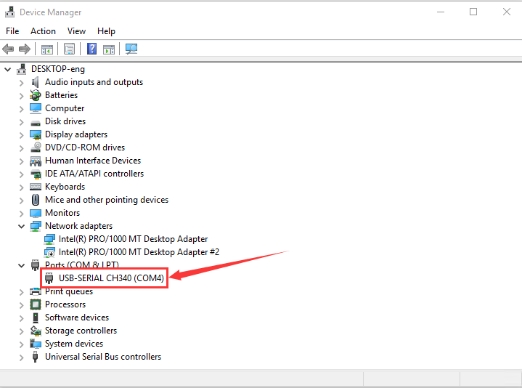 Device Manager
File Action View Help
DESKTOP-eng
Audio inputs and outputs
Batteries
Computer
Disk drives
Display adapters
DVD/CD-ROM drives
Human Interface Devices
IDE ATA/ATAPI controllers
Keyboards
Mice and other pointing devices
Monitors
Network adapters
Intel(R) PRO/1000 MT Desktop Adapter
Intel(R) PRO/1000 MT Desktop Adapter #2
Ports (COM & LPT)
USB-SERIAL CH340 (COM4)
Print queues
Processors
Software devices
Storage controllers
System devices
Universal Serial Bus controllers